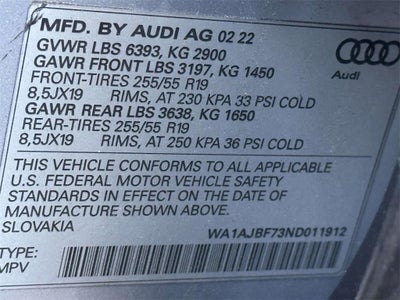 MFD. BY AUDI AG 02 22
GVWR LBS 6393, KG 2900
GAWR FRONT LBS 3197, KG 1450
FRONT-TIRES 255/55 R19
8,5JX19 RIMS, AT 230 KPA 33 PSI COLD
GAWR REAR LBS 3638, KG 1650
REAR-TIRES 255/55 R19
8,5JX19 RIMS, AT 250 KPA 36 PSI COLD
Audi
THIS VEHICLE CONFORMS TO ALL APPLICABLE
U.S. FEDERAL MOTOR VEHICLE SAFETY
STANDARDS IN EFFECT ON THE DATE OF
MANUFACTURE SHOWN ABOVE.
SLOVAKIA WA1AJBF73ND011912
TYPE:
MPV